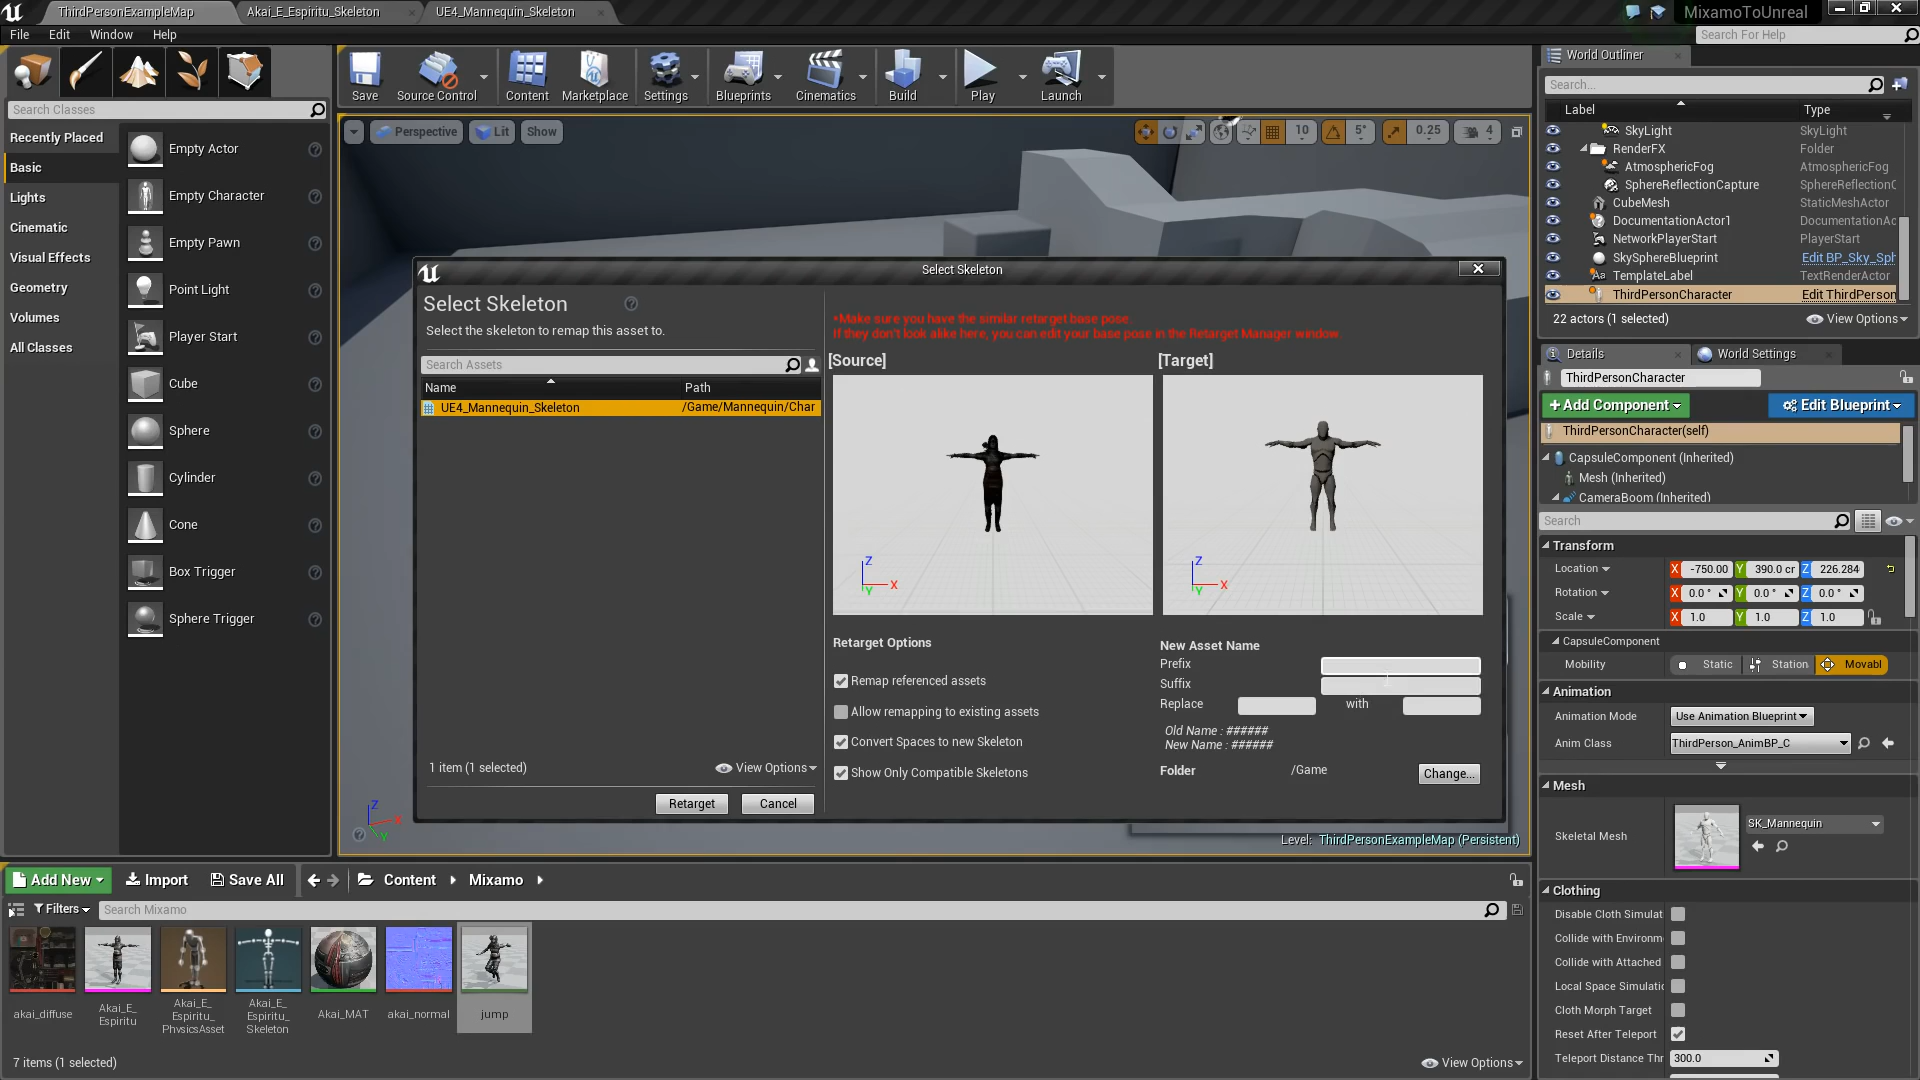 ThirdPersonExampleMap
Akai_E_Espiritu_Skeleton
UE4_Mannequin_Skeleton
MixamoToUnreal
File Edit Window Help
Search For Help
Search Classes
Recently Placed
Basic
Lights
Cinematic
Visual Effects
Geometry
Volumes
All Classes
Empty Actor
Empty Character
Empty Pawn
Point Light
Player Start
Cube
Sphere
Cylinder
Cone
Box Trigger
Sphere Trigger
Save
Source Control
Content
Marketplace
Settings
Blueprints
Cinematics
Build
Play
Launch
Perspective
Lit
Show
10
5°
0.25
4
Select Skeleton
Select Skeleton
Select the skeleton to remap this asset to.
Search Assets
Name Path
UE4_Mannequin_Skeleton /Game/Mannequin/Char
1 item (1 selected)
View Options
Retarget
Cancel
*Make sure you have the similar retarget base pose.
If they don't look alike here, you can edit your base pose in the Retarget Manager window.
[Source]
[Target]
Z
X
Y
Z
X
Y
Retarget Options
Remap referenced assets
Allow remapping to existing assets
Convert Spaces to new Skeleton
Show Only Compatible Skeletons
New Asset Name
Prefix
Suffix
Replace with
Old Name : ######
New Name : ######
Folder /Game
Change...
Z
X
Y
Level: ThirdPersonExampleMap (Persistent)
World Outliner
Search...
Label Type
SkyLight SkyLight
RenderFX Folder
AtmosphericFog AtmosphericFog
SphereReflectionCapture SphereReflectionC
CubeMesh StaticMeshActor
DocumentationActor1 DocumentationAc
NetworkPlayerStart PlayerStart
SkySphereBlueprint Edit BP_Sky_Sph
TemplateLabel TextRenderActor
ThirdPersonCharacter Edit ThirdPerson
22 actors (1 selected)
View Options
Details
World Settings
ThirdPersonCharacter
Add Component
Edit Blueprint
ThirdPersonCharacter(self)
CapsuleComponent (Inherited)
Mesh (Inherited)
CameraBoom (Inherited)
Search
Transform
Location X -750.00 Y 390.0 cr Z 226.284
Rotation X 0.0 ° Y 0.0 ° Z 0.0 °
Scale X 1.0 Y 1.0 Z 1.0
CapsuleComponent
Mobility Static Station Movabl
Animation
Animation Mode Use Animation Blueprint
Anim Class ThirdPerson_AnimBP_C
Mesh
Skeletal Mesh
SK_Mannequin
Clothing
Disable Cloth Simulat
Collide with Environm
Collide with Attached
Local Space Simulatio
Cloth Morph Target
Reset After Teleport
Teleport Distance Thr 300.0
Add New
Import
Save All
Content
Mixamo
Filters
Search Mixamo
akai_diffuse
Akai_E_
Espiritu
Akai_E_
Espiritu_
PhysicsAsset
Akai_E_
Espiritu_
Skeleton
Akai_MAT
akai_normal
jump
7 items (1 selected)
View Options